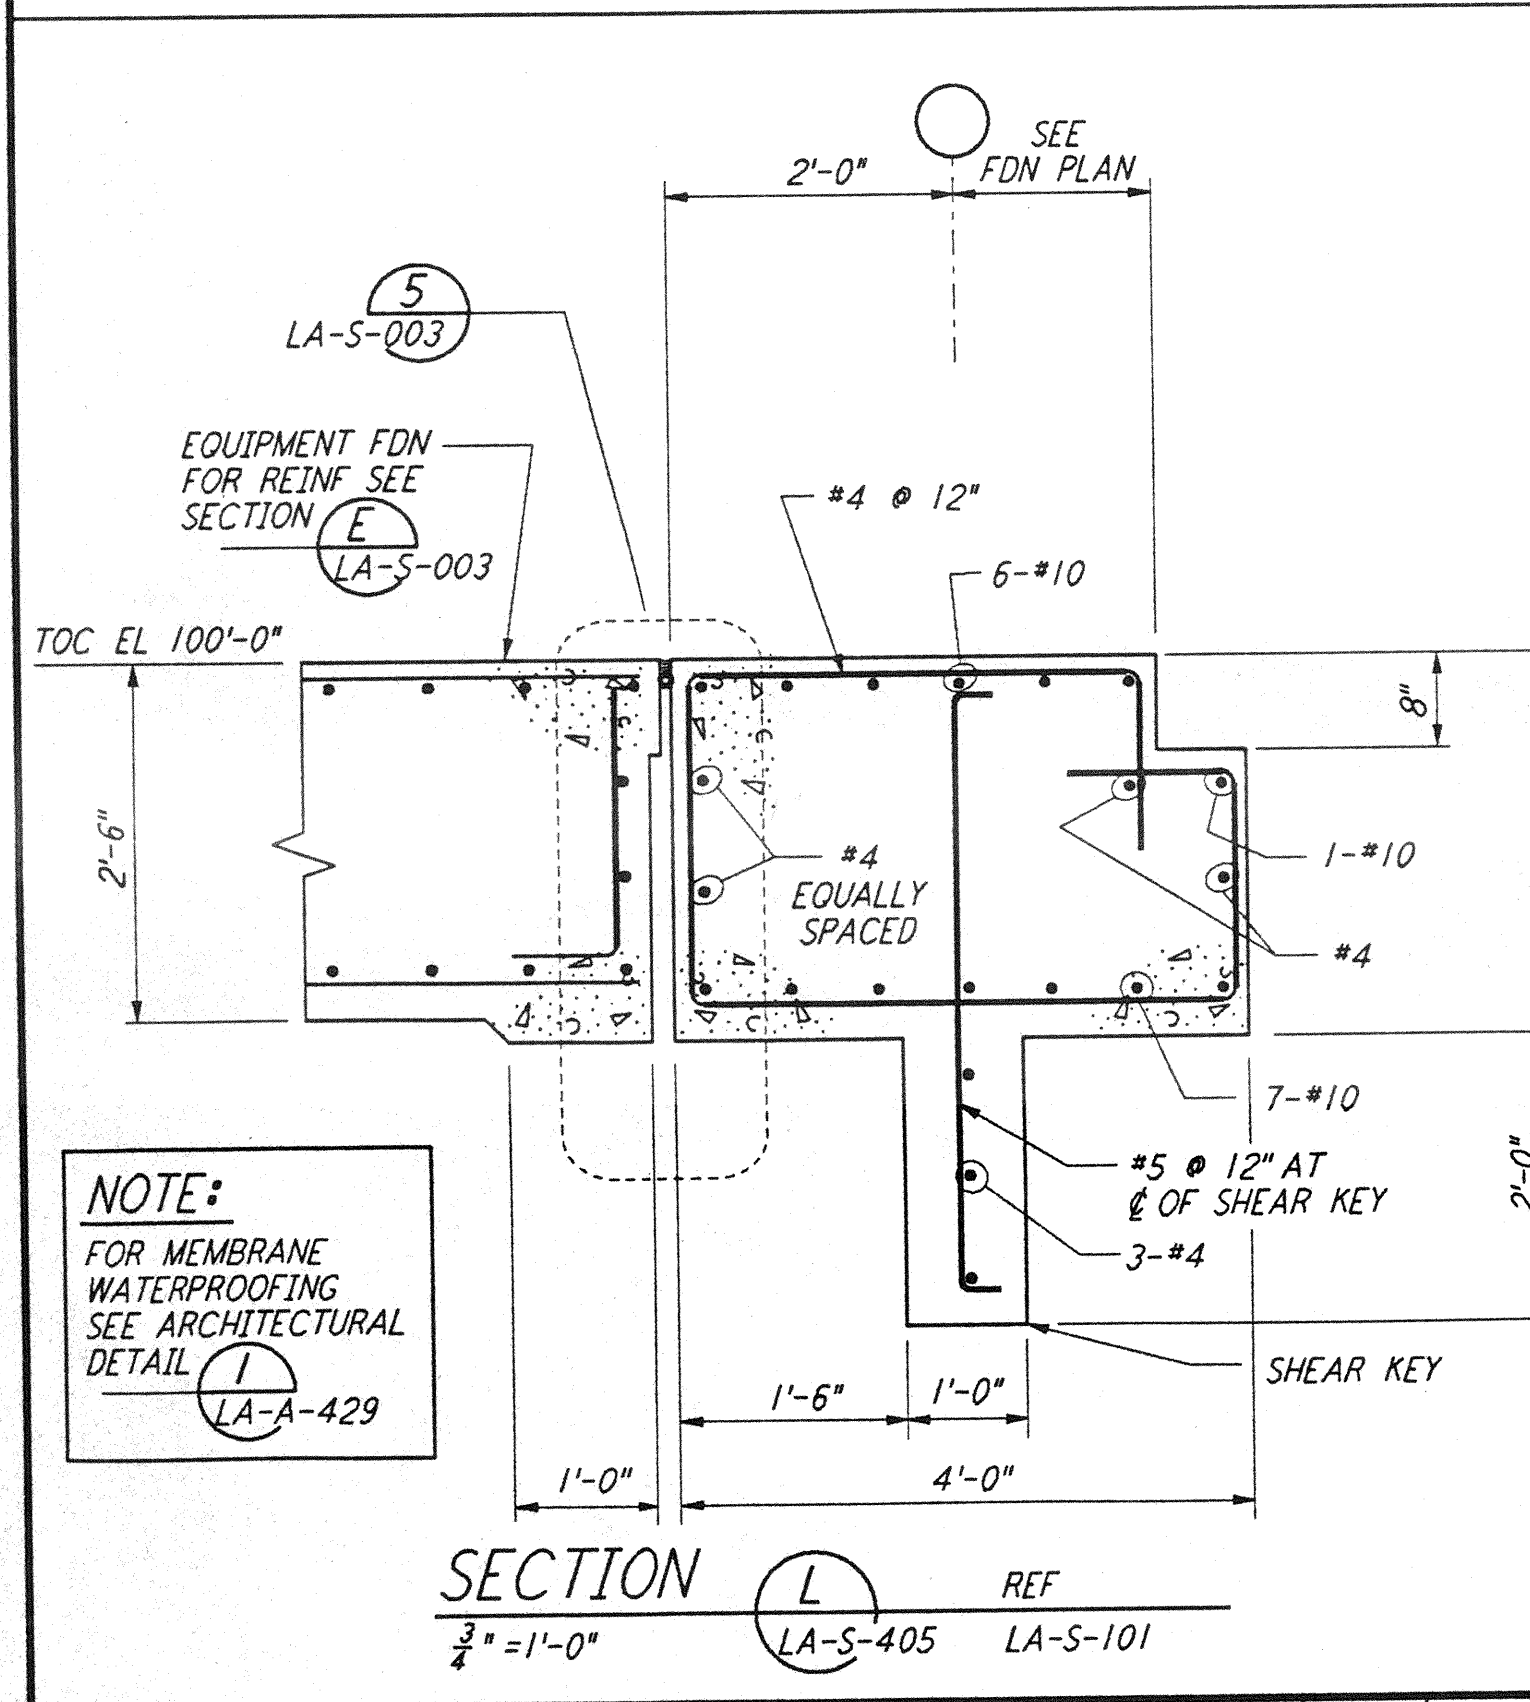 SEE
FDN PLAN
2'-0"
5
LA-S-003
EQUIPMENT FDN
FOR REINF SEE
SECTION
E
LA-S-003
#4 @ 12"
6-#10
TOC EL 100'-0"
8"
2'-6"
#4
EQUALLY
SPACED
1-#10
#4
7-#10
#5 @ 12" AT
℄ OF SHEAR KEY
3-#4
2'-0"
SHEAR KEY
NOTE:
FOR MEMBRANE
WATERPROOFING
SEE ARCHITECTURAL
DETAIL
1
LA-A-429
1'-6"
1'-0"
1'-0"
4'-0"
SECTION
L
REF
3/4" = 1'-0"
LA-S-405
LA-S-101